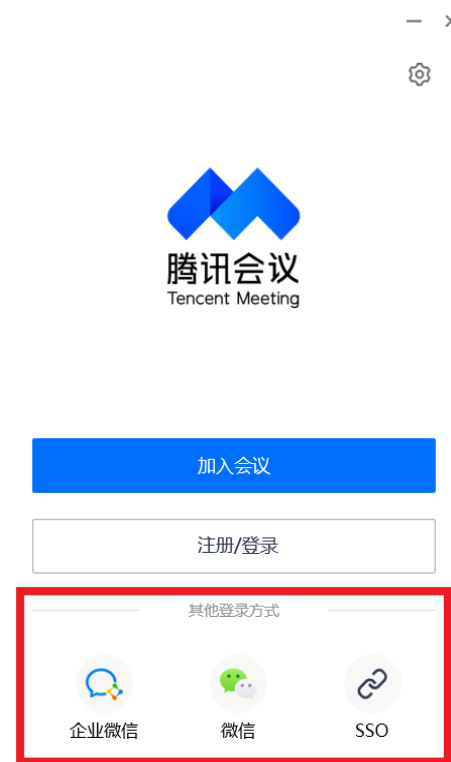 腾讯会议
Tencent Meeting
加入会议
注册/登录
其他登录方式
企业微信 微信 SSO